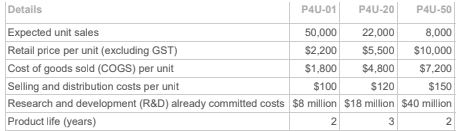 Details P4U-01 P4U-20 P4U-50
Expected unit sales 50,000 22,000 8,000
Retail price per unit (excluding GST) $2,200 $5,500 $10,000
Cost of goods sold (COGS) per unit $1,800 $4,800 $7,200
Selling and distribution costs per unit $100 $120 $150
Research and development (R&D) already committed costs $8 million $18 million $40 million
Product life (years) 2 3 2